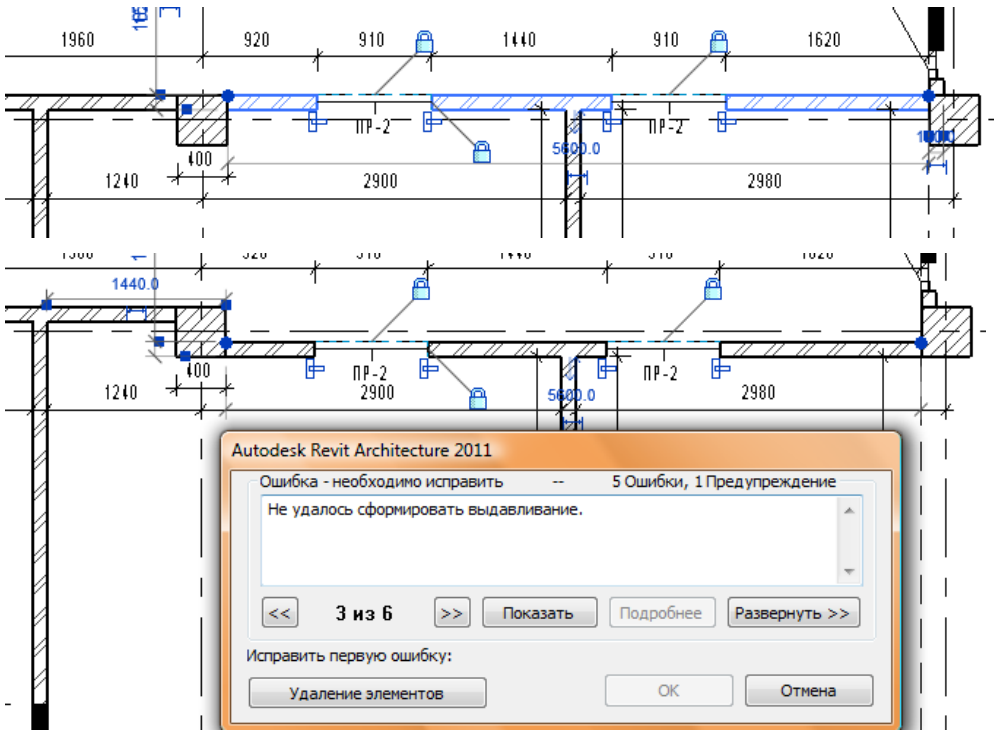 1960 920 910 1440 910 1620
ПР-2 ПР-2
5600.0
400
1240 2900 2980
1440.0
ПР-2 ПР-2
400
1240 2900 5600.0 2980
Autodesk Revit Architecture 2011
Ошибка - необходимо исправить -- 5 Ошибки, 1 Предупреждение
Не удалось сформировать выдавливание.
<< 3 из 6 >> Показать Подробнее Развернуть >>
Исправить первую ошибку:
Удаление элементов OK Отмена